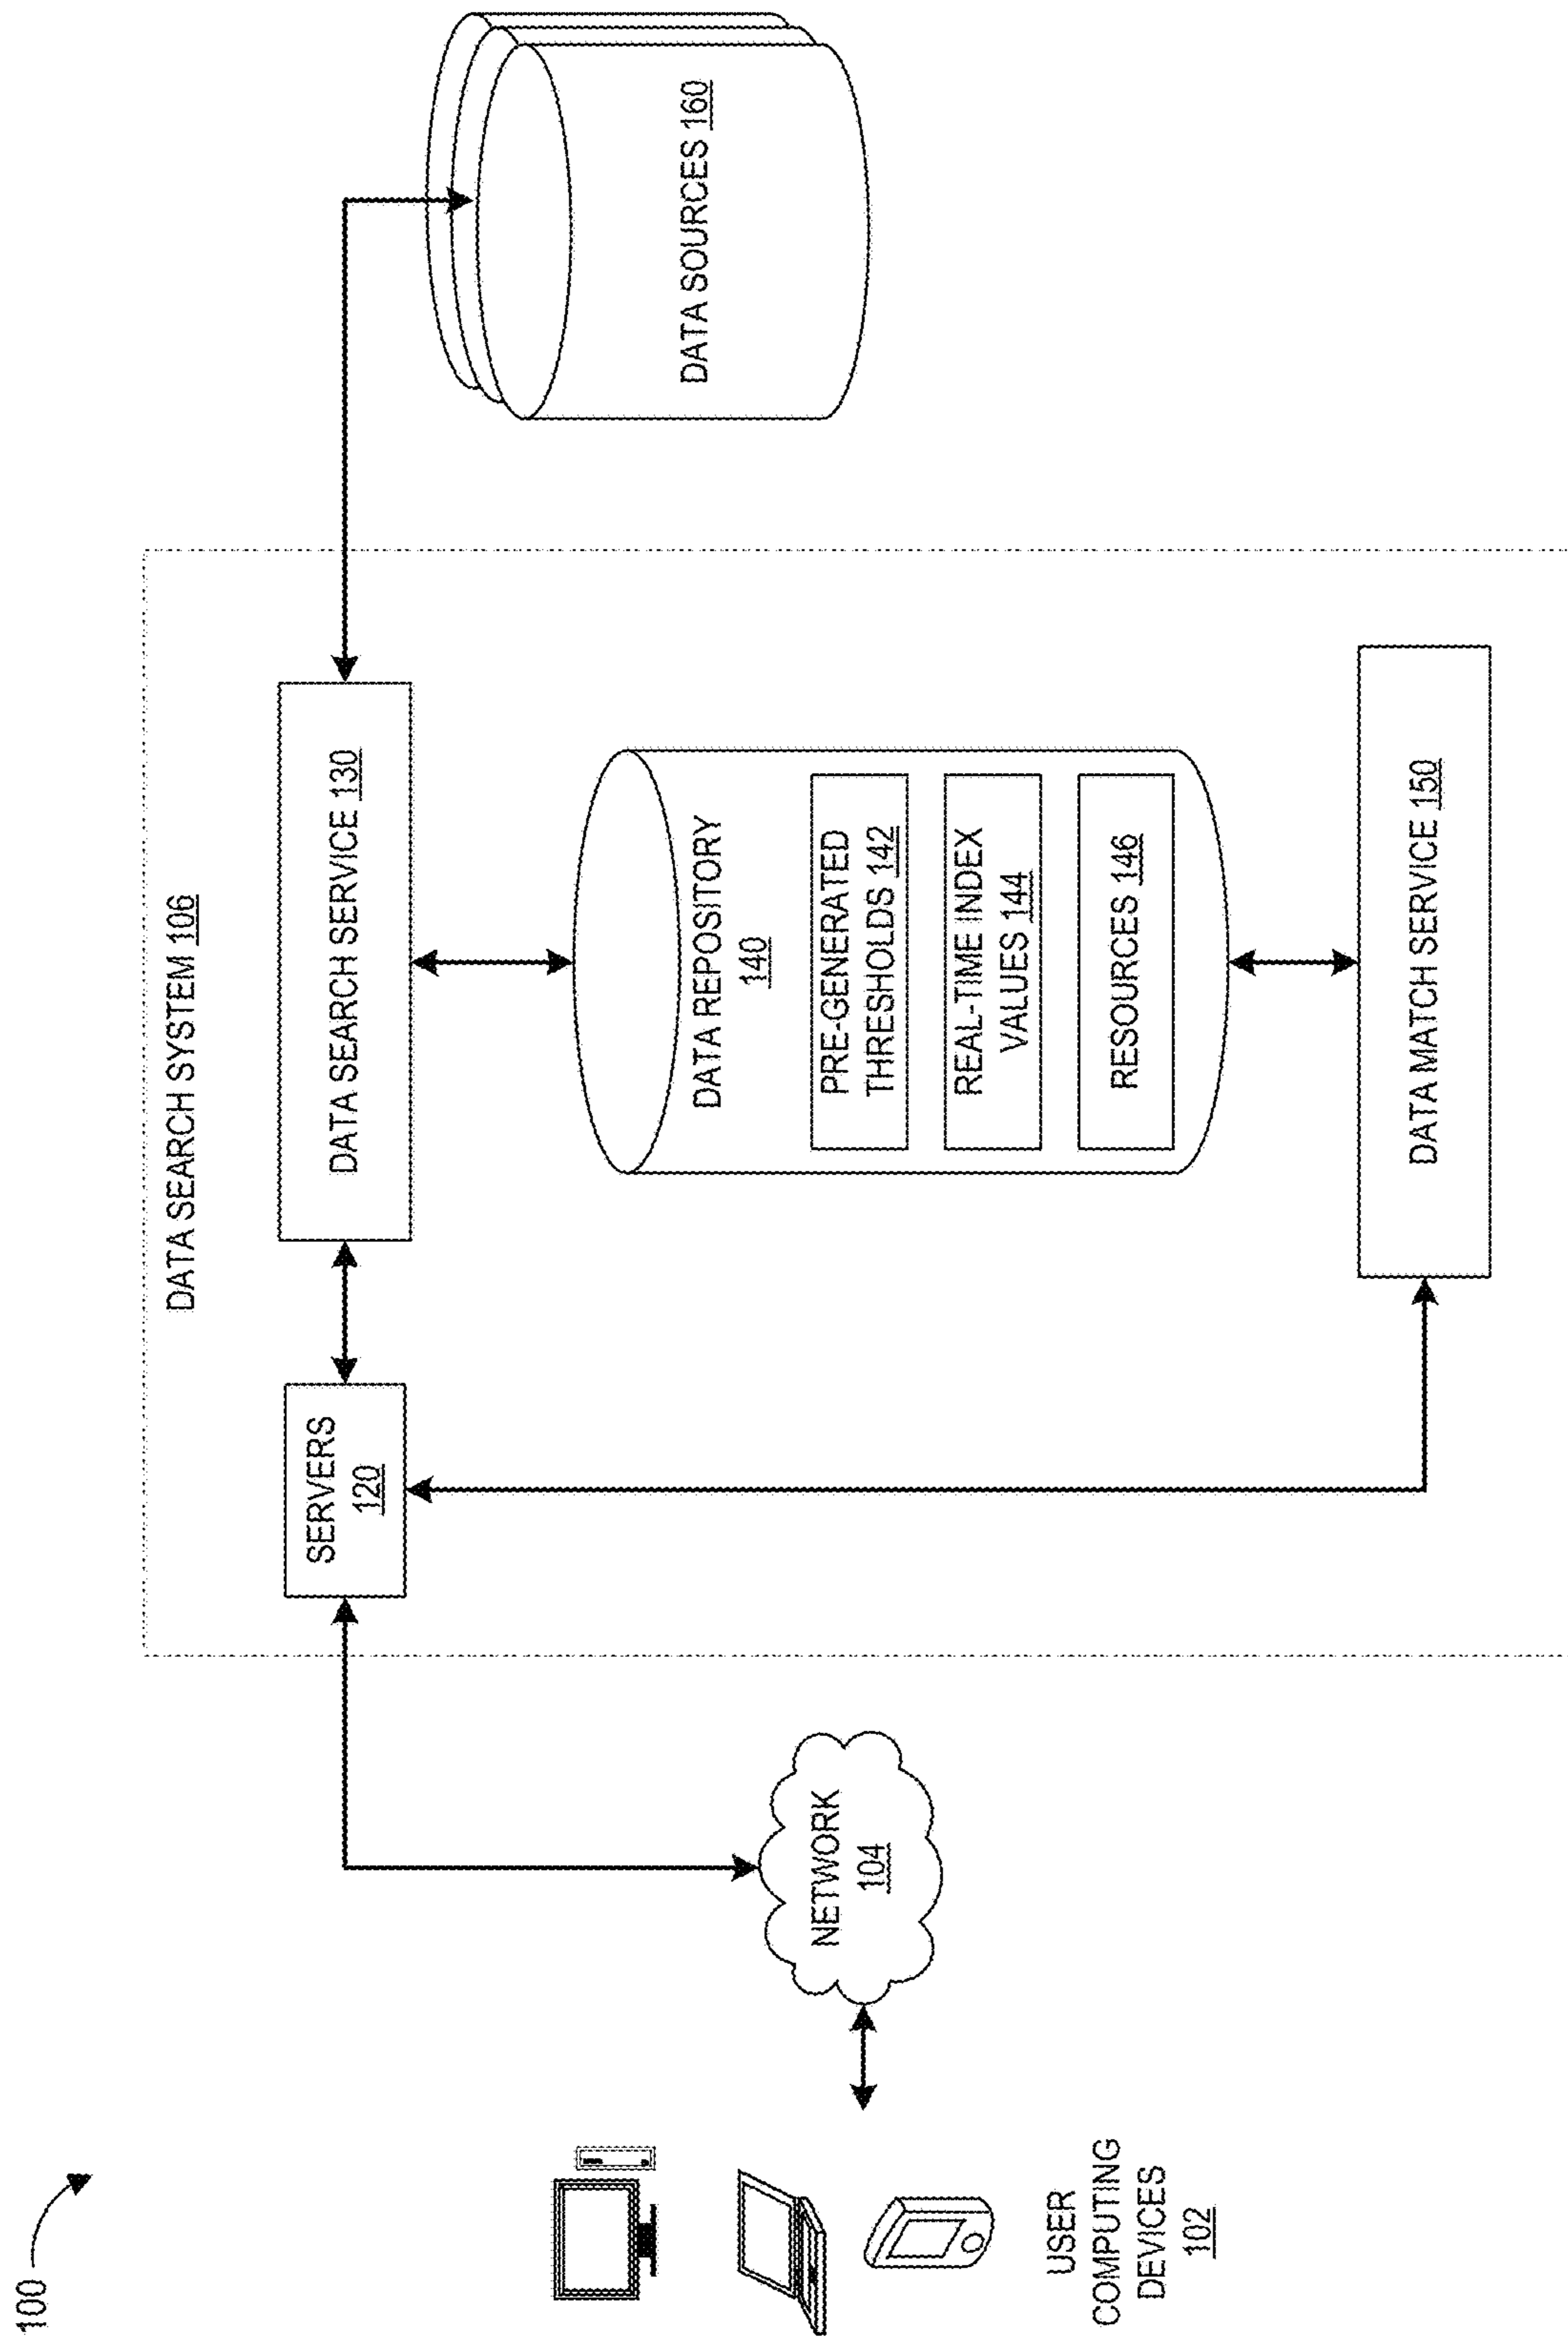 100
DATA SEARCH SYSTEM 106
SERVERS
120
DATA SEARCH SERVICE 130
DATA SOURCES 160
DATA REPOSITORY
140
PRE-GENERATED
THRESHOLDS 142
REAL-TIME INDEX
VALUES 144
RESOURCES 146
NETWORK
104
USER
COMPUTING
DEVICES
102
DATA MATCH SERVICE 150